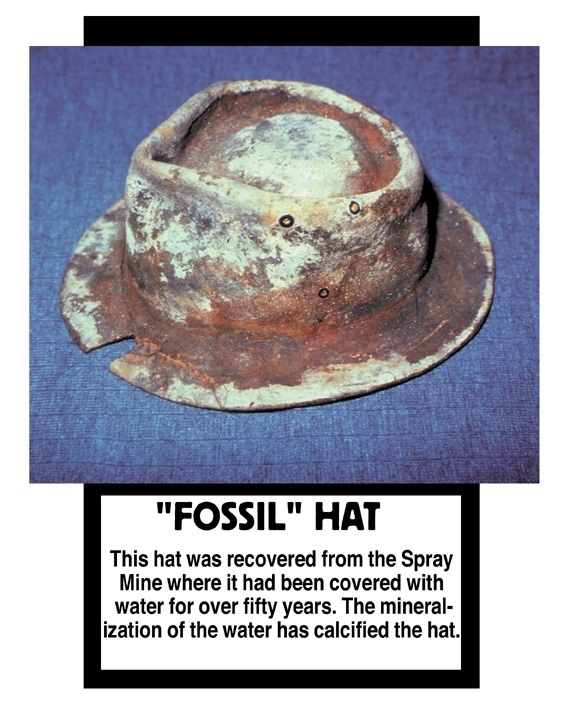 "FOSSIL" HAT
This hat was recovered from the Spray
Mine where it had been covered with
water for over fifty years. The mineral-
ization of the water has calcified the hat.